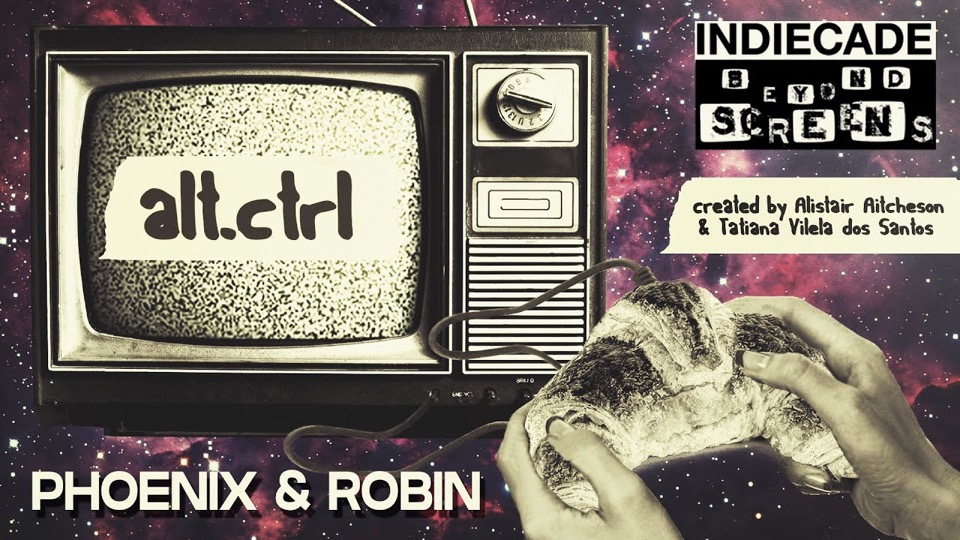 INDIECADE
BEYOND
SCREENS
alt.ctrl
created by Alistair Aitcheson
& Tatiana Vilela dos Santos
PHOENIX & ROBIN